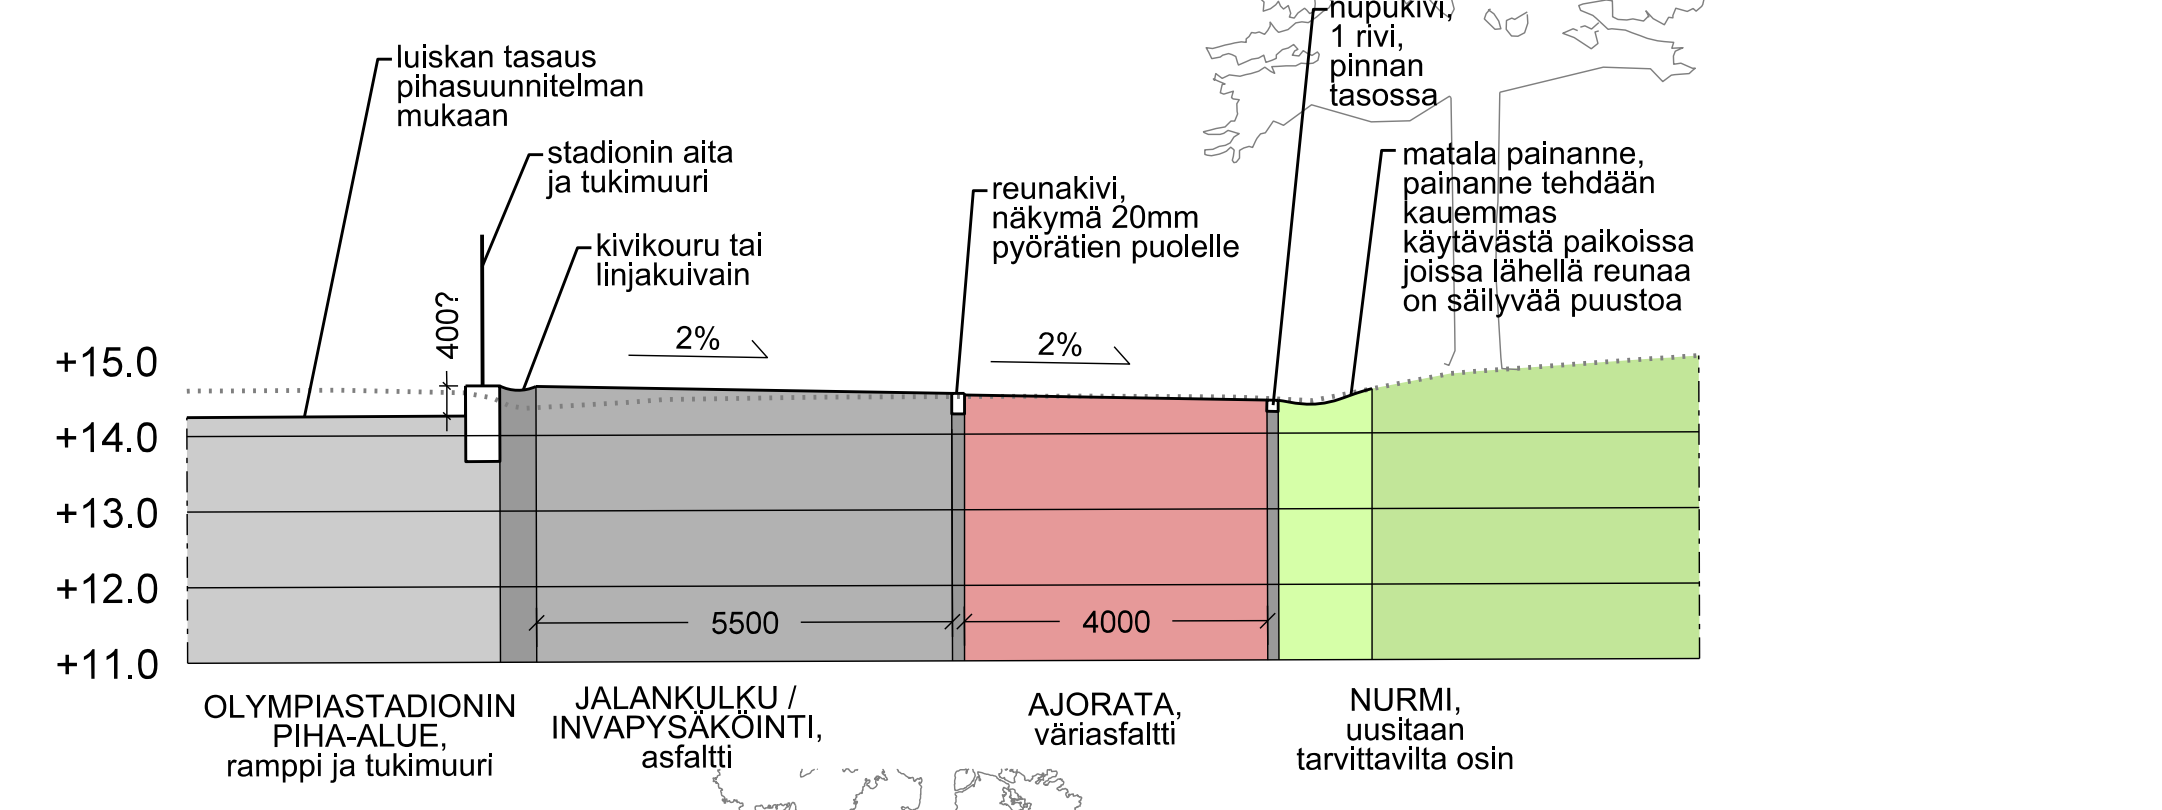 luiskan tasaus
pihasuunnitelman
mukaan
stadionin aita
ja tukimuuri
kivikouru tai
linjakuivain
reunakivi,
näkymä 20mm
pyörätien puolelle
nupukivi,
1 rivi,
pinnan
tasossa
matala painanne,
painanne tehdään
kauemmas
käytävästä paikoissa
joissa lähellä reunaa
on säilyvää puustoa
400?
2%
2%
+15.0
+14.0
+13.0
+12.0
+11.0
5500
4000
OLYMPIASTADIONIN
PIHA-ALUE,
ramppi ja tukimuuri
JALANKULKU /
INVAPYSÄKÖINTI,
asfaltti
AJORATA,
väriasfaltti
NURMI,
uusitaan
tarvittavilta osin